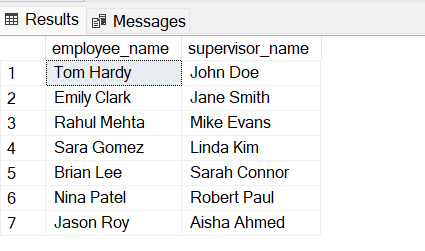 Results Messages
employee_name supervisor_name
1 Tom Hardy John Doe
2 Emily Clark Jane Smith
3 Rahul Mehta Mike Evans
4 Sara Gomez Linda Kim
5 Brian Lee Sarah Connor
6 Nina Patel Robert Paul
7 Jason Roy Aisha Ahmed